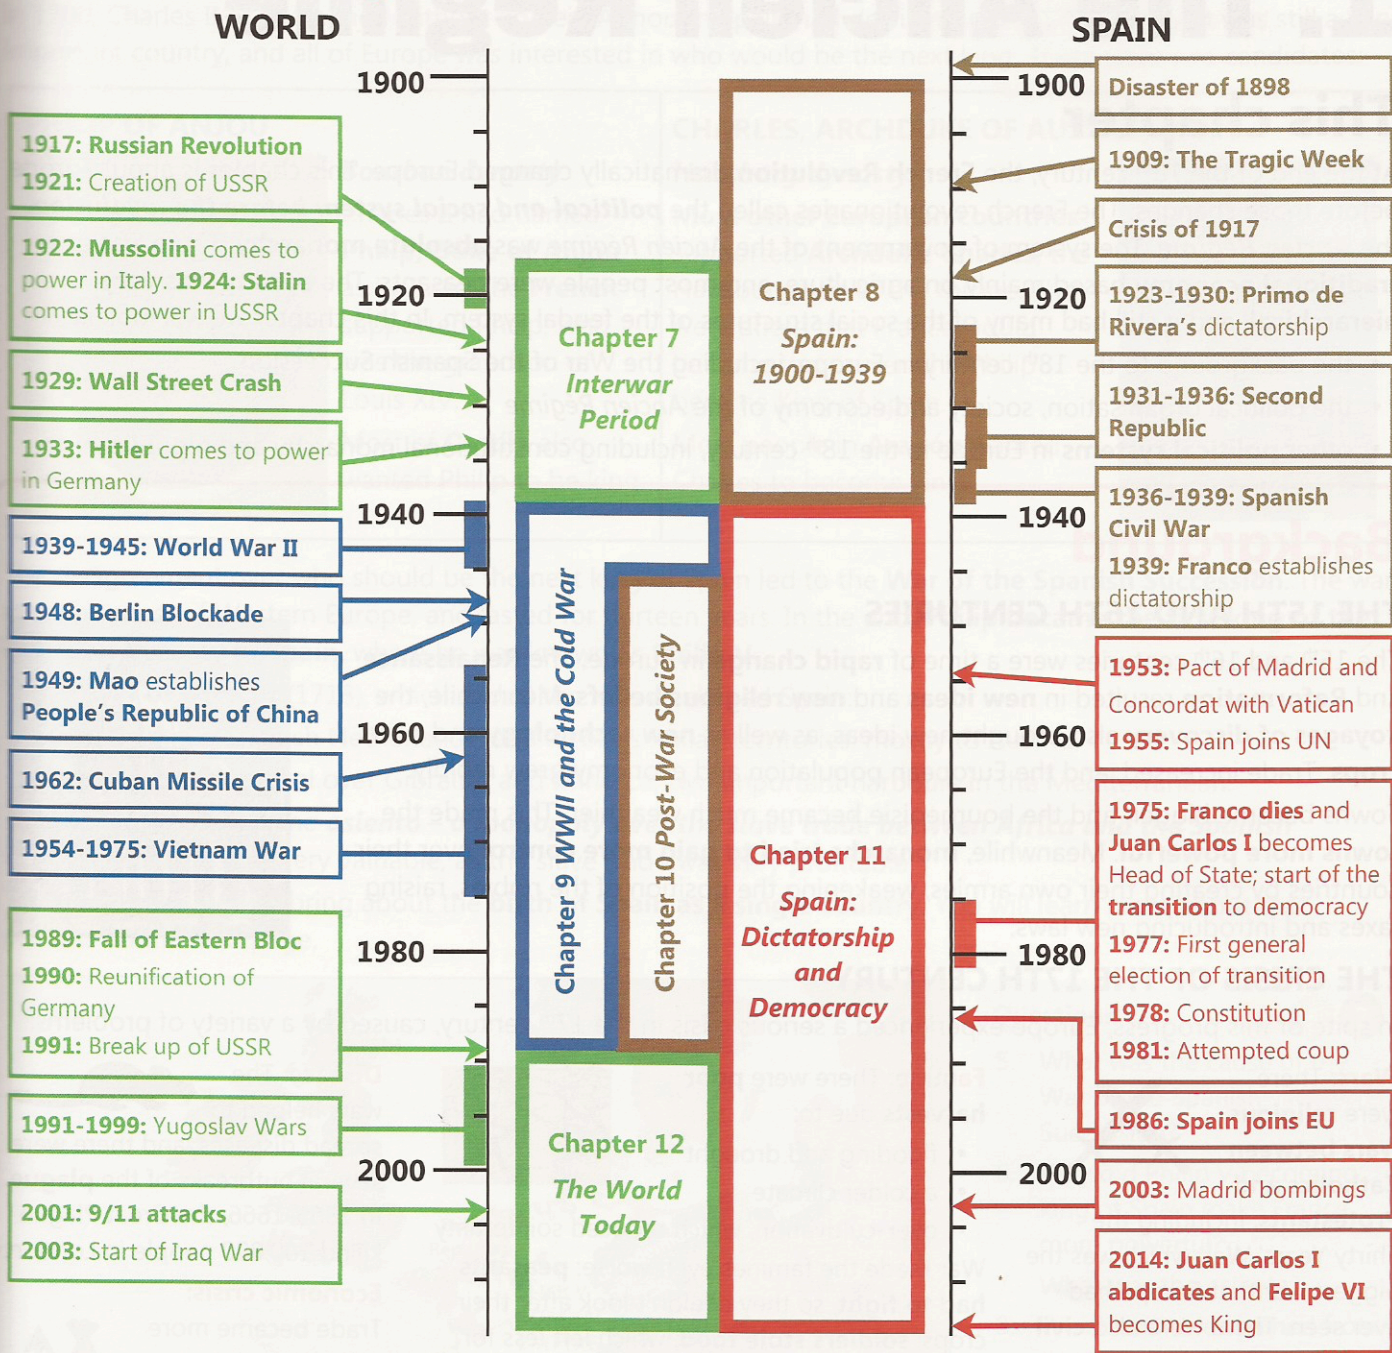 WORLD
1900
1917: Russian Revolution
1921: Creation of USSR
1922: Mussolini comes to
power in Italy. 1924: Stalin
comes to power in USSR
1920
1929: Wall Street Crash
1933: Hitler comes to power
in Germany
1940
1939-1945: World War II
1948: Berlin Blockade
1949: Mao establishes
People's Republic of China
1960
1962: Cuban Missile Crisis
1954-1975: Vietnam War
1989: Fall of Eastern Bloc
1990: Reunification of
Germany
1991: Break up of USSR
1980
1991-1999: Yugoslav Wars
2000
2001: 9/11 attacks
2003: Start of Iraq War
Chapter 7
Interwar
Period
Chapter 8
Spain:
1900-1939
Chapter 9 WWII and the Cold War
Chapter 10 Post-War Society
Chapter 11
Spain:
Dictatorship
and
Democracy
Chapter 12
The World
Today
SPAIN
1900
Disaster of 1898
1909: The Tragic Week
Crisis of 1917
1920
1923-1930: Primo de
Rivera's dictatorship
1931-1936: Second
Republic
1936-1939: Spanish
Civil War
1939: Franco establishes
dictatorship
1940
1953: Pact of Madrid and
Concordat with Vatican
1955: Spain joins UN
1960
1975: Franco dies and
Juan Carlos I becomes
Head of State; start of the
transition to democracy
1977: First general
election of transition
1978: Constitution
1981: Attempted coup
1980
1986: Spain joins EU
2000
2003: Madrid bombings
2014: Juan Carlos I
abdicates and Felipe VI
becomes King